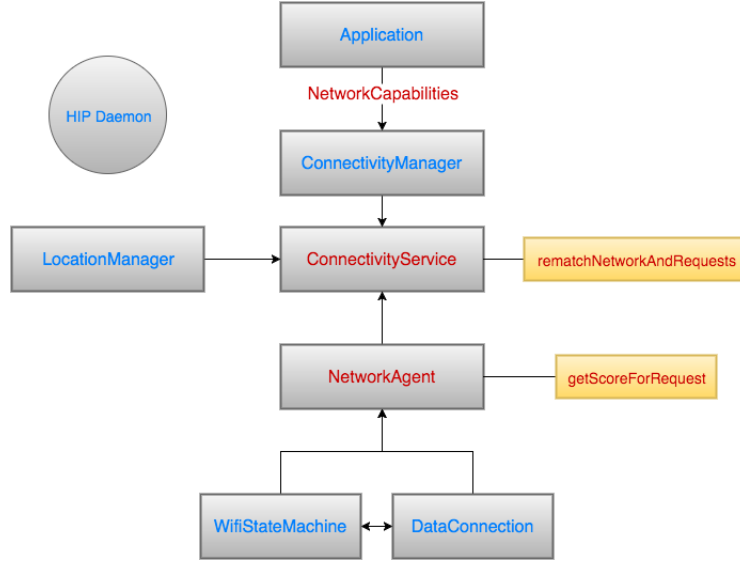 Application
NetworkCapabilities
HIP Daemon
ConnectivityManager
LocationManager
ConnectivityService
rematchNetworkAndRequests
NetworkAgent
getScoreForRequest
WifiStateMachine
DataConnection